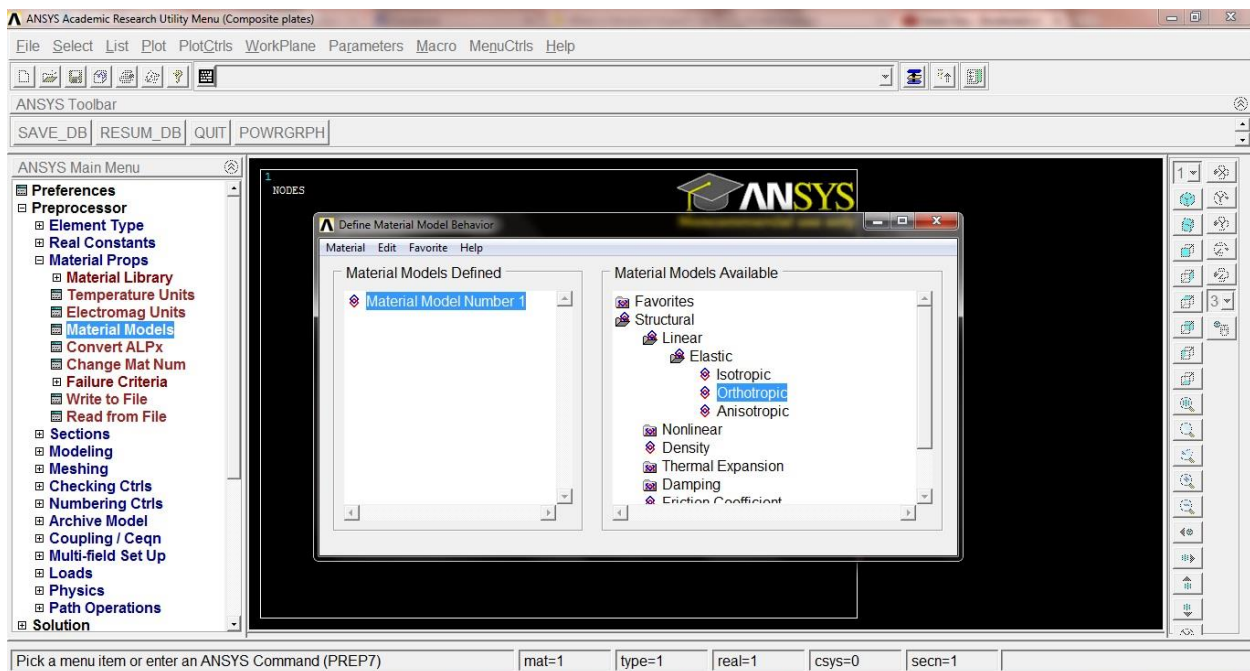 ANSYS Academic Research Utility Menu (Composite plates)
File Select List Plot PlotCtrls WorkPlane Parameters Macro MenuCtrls Help
ANSYS Toolbar
SAVE_DB RESUM_DB QUIT POWRGRPH
ANSYS Main Menu
Preferences
Preprocessor
Element Type
Real Constants
Material Props
Material Library
Temperature Units
Electromag Units
Material Models
Convert ALPx
Change Mat Num
Failure Criteria
Write to File
Read from File
Sections
Modeling
Meshing
Checking Ctrls
Numbering Ctrls
Archive Model
Coupling / Ceqn
Multi-field Set Up
Loads
Physics
Path Operations
Solution
1
NODES
ANSYS
Noncommercial use only
Define Material Model Behavior
Material Edit Favorite Help
Material Models Defined
Material Model Number 1
Material Models Available
Favorites
Structural
Linear
Elastic
Isotropic
Orthotropic
Anisotropic
Nonlinear
Density
Thermal Expansion
Damping
Friction Coefficient
1
3
Pick a menu item or enter an ANSYS Command (PREP7) mat=1 type=1 real=1 csys=0 secn=1